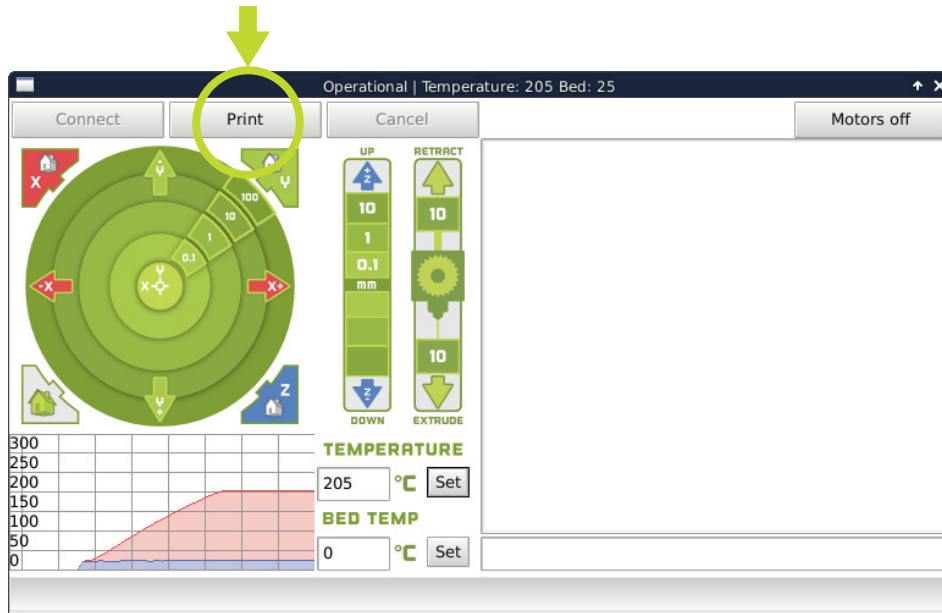 Operational | Temperature: 205 Bed: 25
Connect
Print
Cancel
Motors off
X
Y
-Y
100
10
1
0.1
Y
X
-X
X+
Y+
Z
UP
+Z
10
1
0.1
mm
Z-
DOWN
RETRACT
10
10
EXTRUDE
300
250
200
150
100
50
0
TEMPERATURE
205 °C Set
BED TEMP
0 °C Set